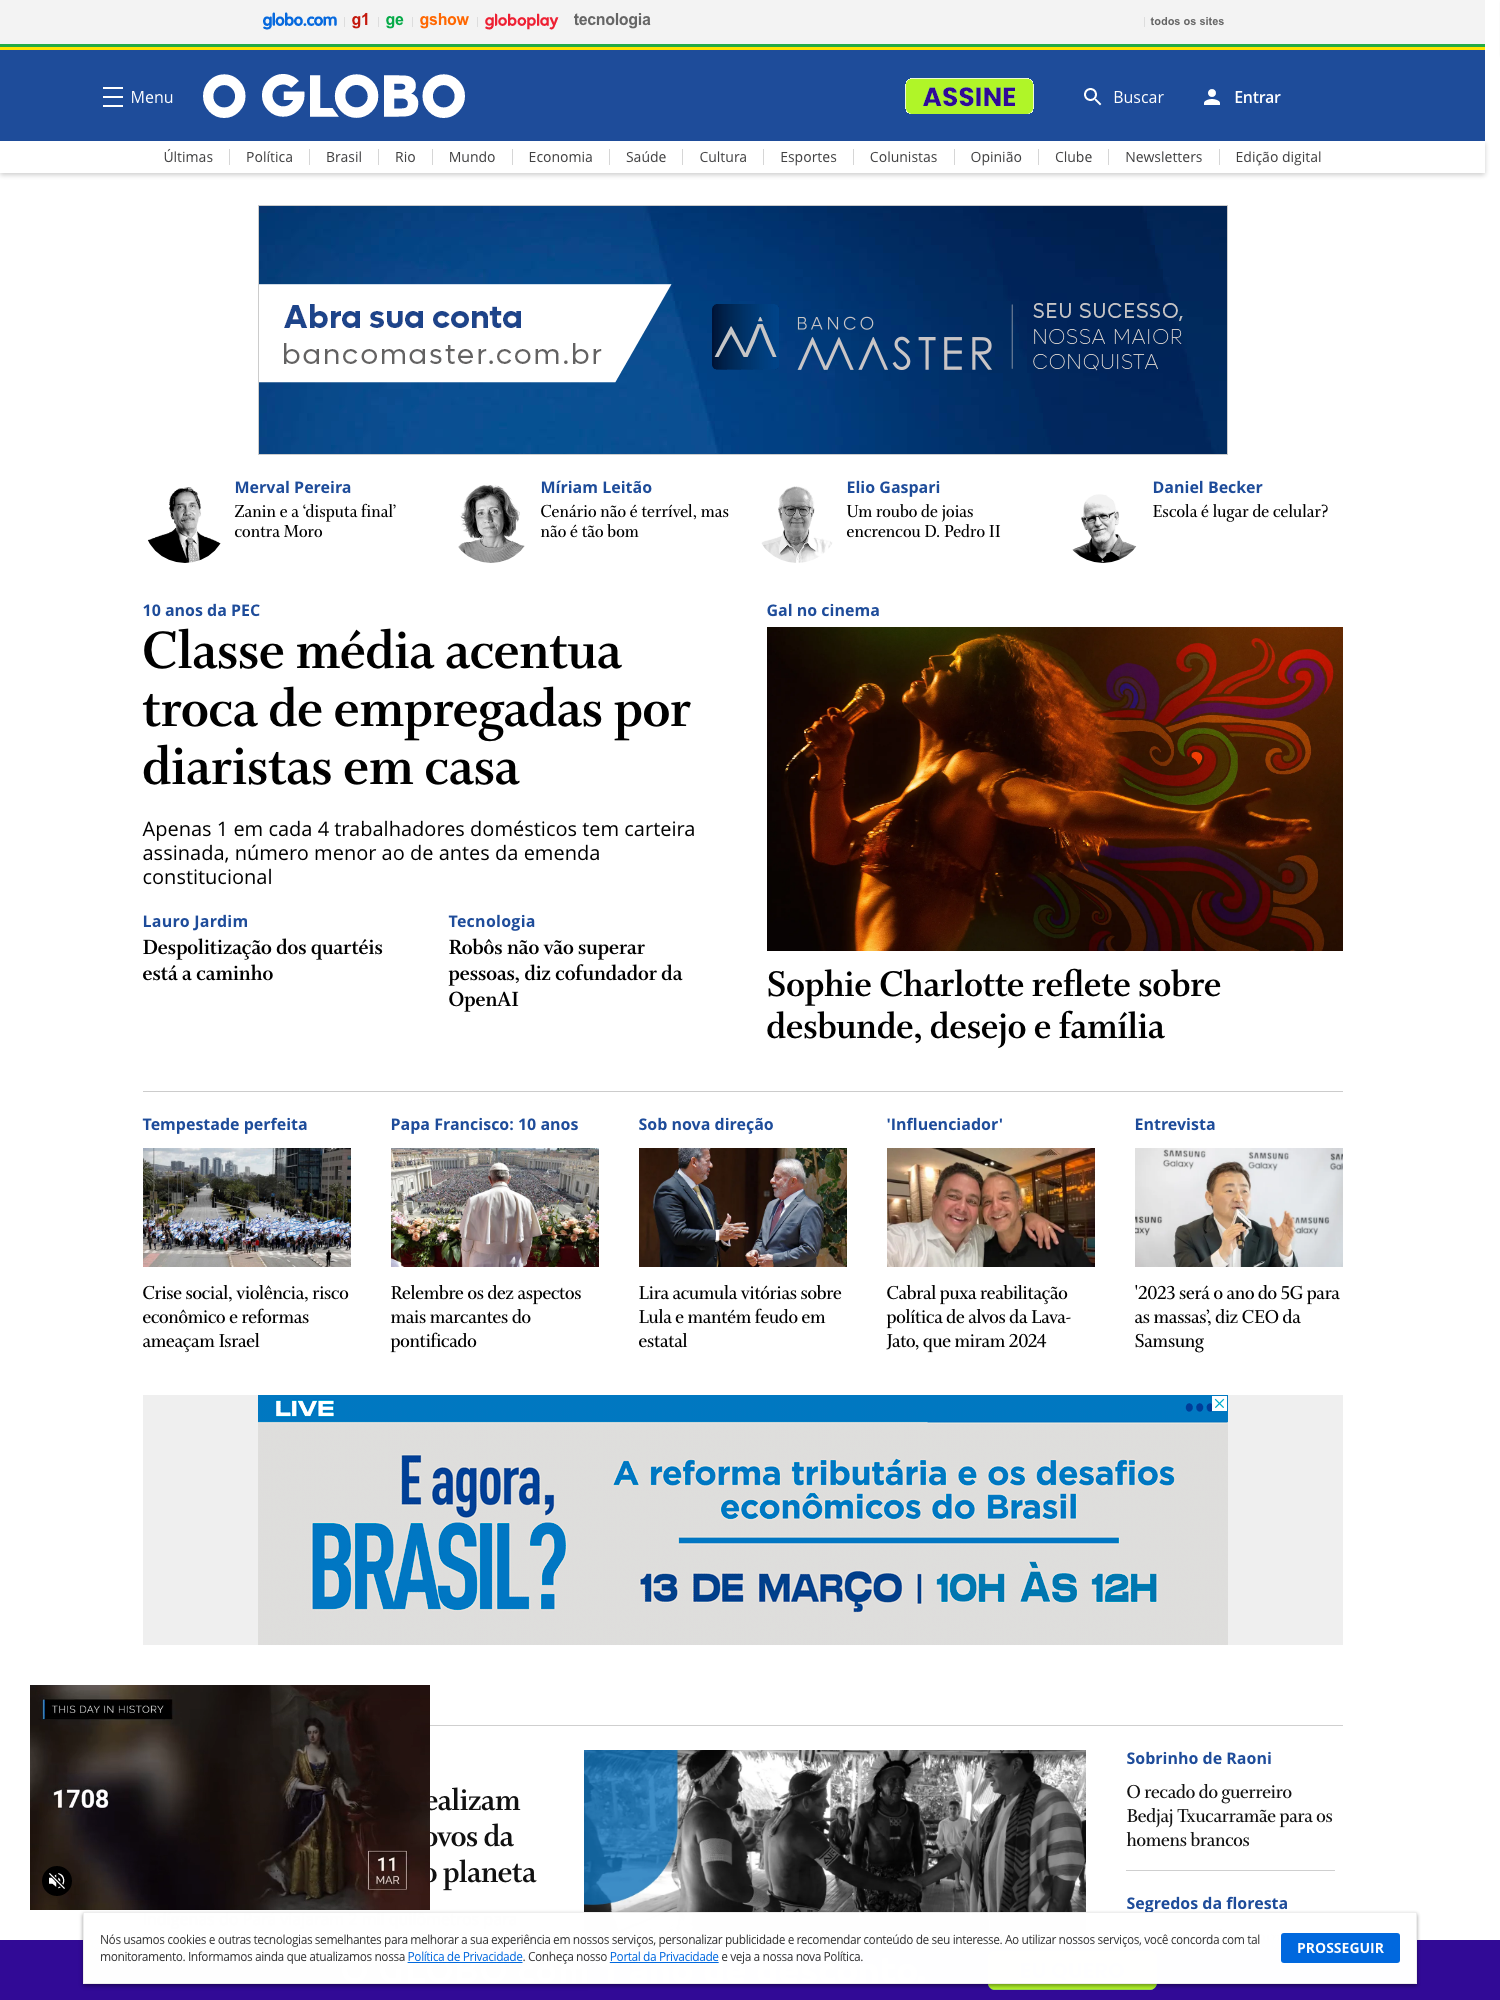 globo.com g1 ge gshow globoplay tecnologia todos os sites
Menu O GLOBO ASSINE Buscar Entrar
Últimas Política Brasil Rio Mundo Economia Saúde Cultura Esportes Colunistas Opinião Clube Newsletters Edição digital
Abra sua conta
bancomaster.com.br
BANCO
MASTER
SEU SUCESSO,
NOSSA MAIOR
CONQUISTA
Merval Pereira
Zanin e a ‘disputa final’
contra Moro
Míriam Leitão
Cenário não é terrível, mas
não é tão bom
Elio Gaspari
Um roubo de joias
encrencou D. Pedro II
Daniel Becker
Escola é lugar de celular?
10 anos da PEC
Classe média acentua
troca de empregadas por
diaristas em casa
Apenas 1 em cada 4 trabalhadores domésticos tem carteira
assinada, número menor ao de antes da emenda
constitucional
Lauro Jardim
Despolitização dos quartéis
está a caminho
Tecnologia
Robôs não vão superar
pessoas, diz cofundador da
OpenAI
Gal no cinema
Sophie Charlotte reflete sobre
desbunde, desejo e família
Tempestade perfeita
Crise social, violência, risco
econômico e reformas
ameaçam Israel
Papa Francisco: 10 anos
Relembre os dez aspectos
mais marcantes do
pontificado
Sob nova direção
Lira acumula vitórias sobre
Lula e mantém feudo em
estatal
'Influenciador'
Cabral puxa reabilitação
política de alvos da Lava-
Jato, que miram 2024
Entrevista
SAMSUNG
Galaxy
SAMSUNG
Galaxy
'2023 será o ano do 5G para
as massas’, diz CEO da
Samsung
LIVE
E agora,
BRASIL?
A reforma tributária e os desafios
econômicos do Brasil
13 DE MARÇO | 10H ÀS 12H
THIS DAY IN HISTORY
1708
11
MAR
ealizam
ovos da
o planeta
Sobrinho de Raoni
O recado do guerreiro
Bedjaj Txucarramãe para os
homens brancos
Segredos da floresta
Nós usamos cookies e outras tecnologias semelhantes para melhorar a sua experiência em nossos serviços, personalizar publicidade e recomendar conteúdo de seu interesse. Ao utilizar nossos serviços, você concorda com tal
monitoramento. Informamos ainda que atualizamos nossa Política de Privacidade. Conheça nosso Portal da Privacidade e veja a nossa nova Política.
PROSSEGUIR